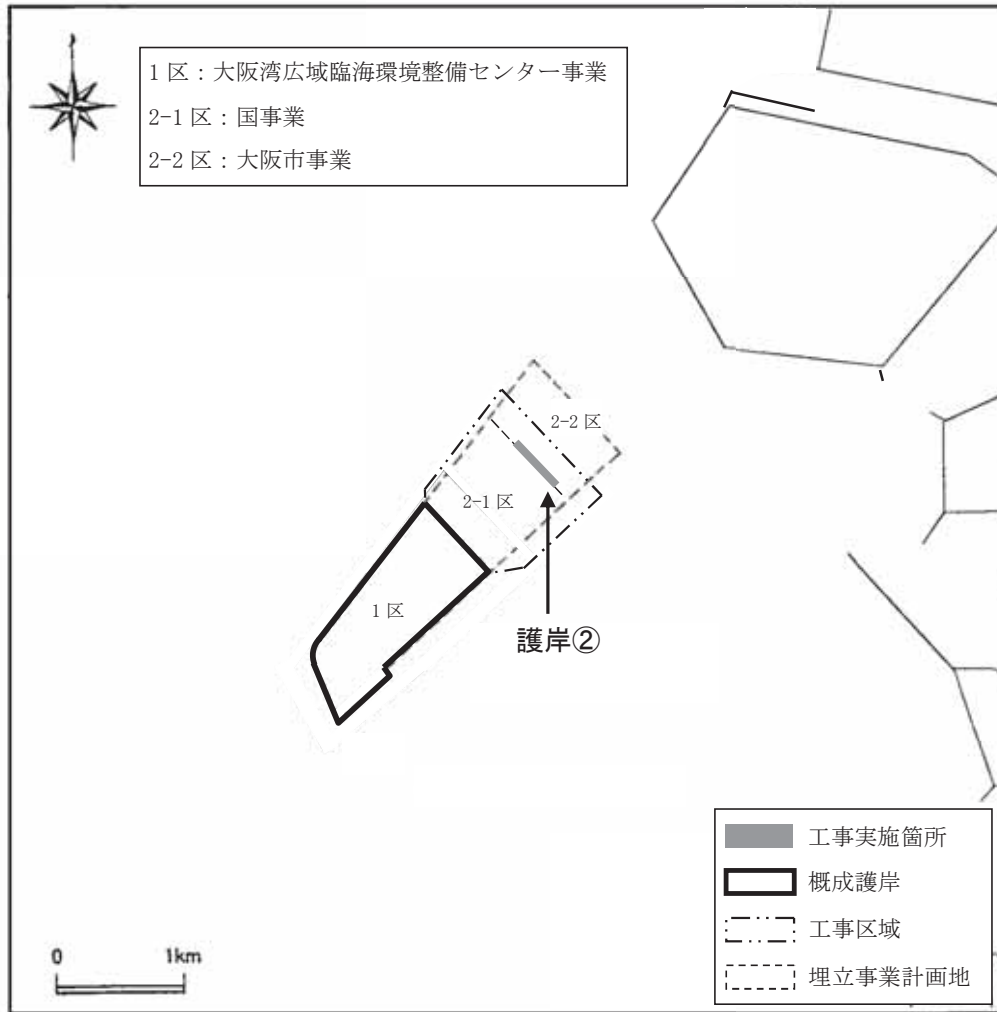 1区：大阪湾広域臨海環境整備センター事業
2-1区：国事業
2-2区：大阪市事業
2-2区
2-1区
1区
護岸②
工事実施箇所
概成護岸
工事区域
埋立事業計画地
0 1km